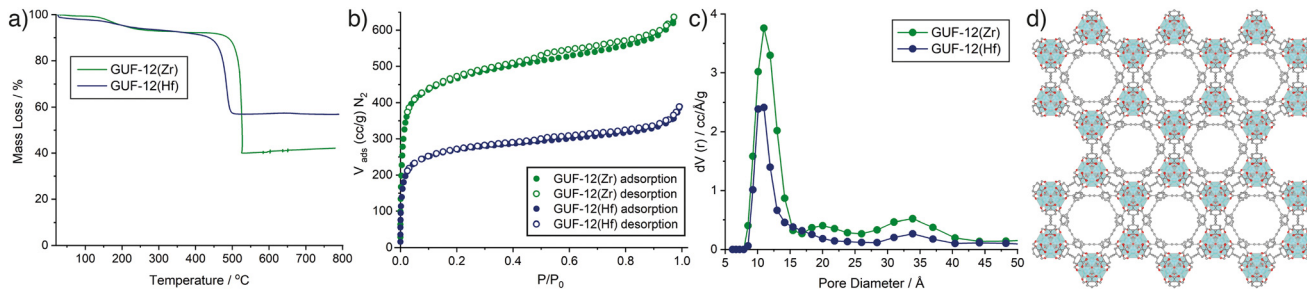 a)
Mass Loss / %
100
80
60
40
20
0
GUF-12(Zr)
GUF-12(Hf)
100 200 300 400 500 600 700 800
Temperature / °C
b)
V ads (cc/g) N2
600
500
400
300
200
100
0
GUF-12(Zr) adsorption
GUF-12(Zr) desorption
GUF-12(Hf) adsorption
GUF-12(Hf) desorption
0.0 0.2 0.4 0.6 0.8 1.0
P/P0
c)
dV (r) / cc/Å/g
4
3
2
1
0
GUF-12(Zr)
GUF-12(Hf)
5 10 15 20 25 30 35 40 45 50
Pore Diameter / Å
d)